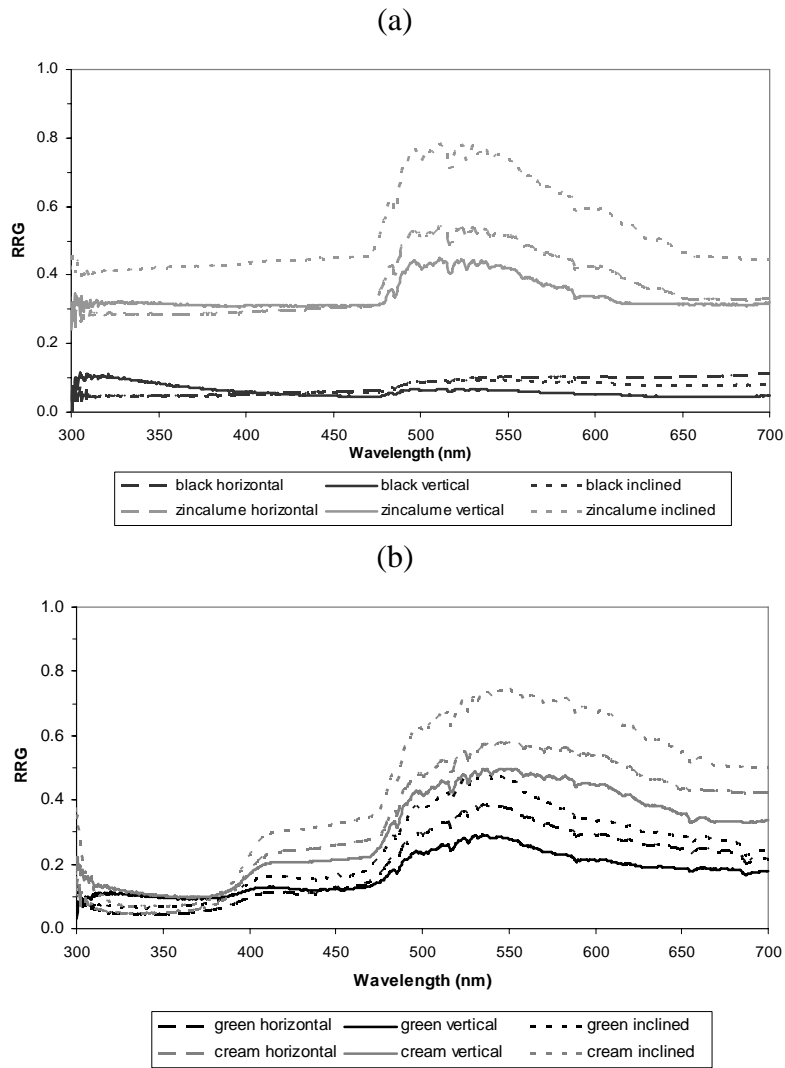 (a)
1.0
0.8
0.6
0.4
0.2
0.0
RRG
300 350 400 450 500 550 600 650 700
Wavelength (nm)
black horizontal black vertical black inclined
zincalume horizontal zincalume vertical zincalume inclined
(b)
1.0
0.8
0.6
0.4
0.2
0.0
RRG
300 350 400 450 500 550 600 650 700
Wavelength (nm)
green horizontal green vertical green inclined
cream horizontal cream vertical cream inclined